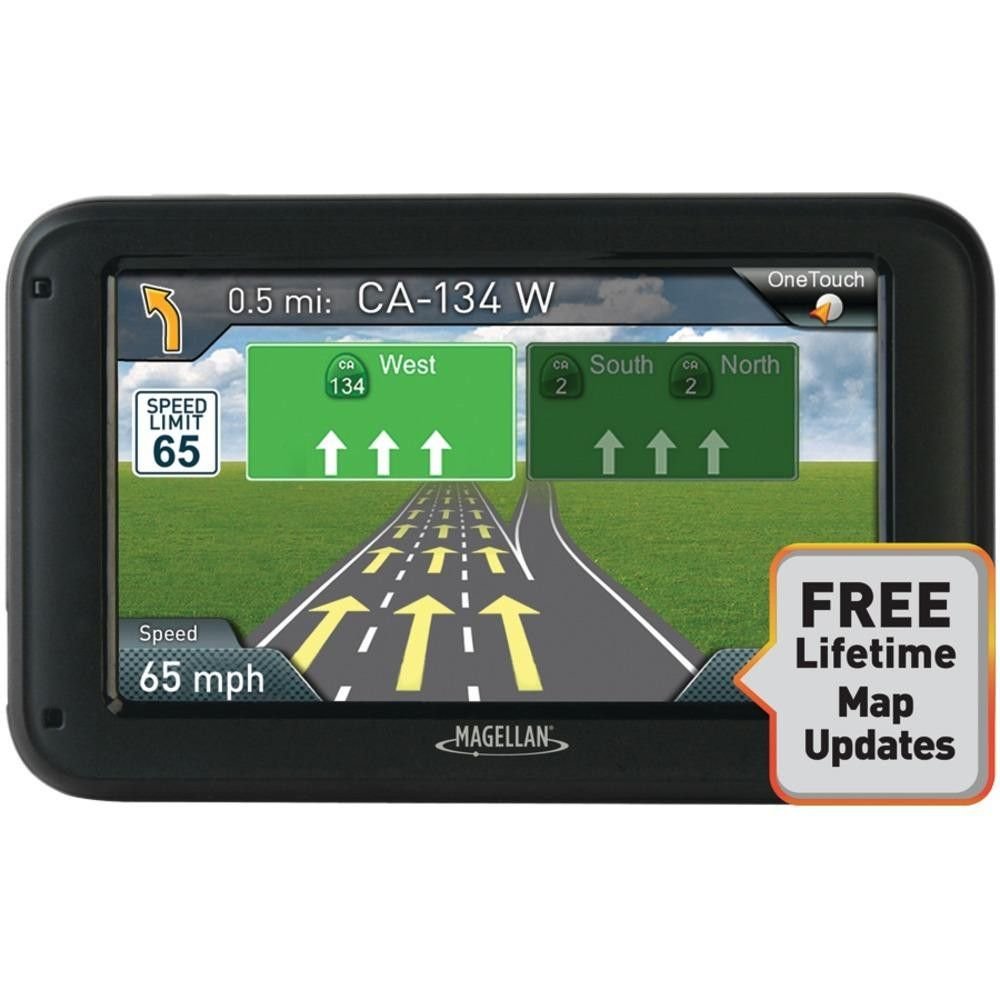 0.5 mi: CA-134 W
OneTouch
CA
134
West
CA
2
South
CA
2
North
SPEED
LIMIT
65
Speed
65 mph
MAGELLAN®
FREE
Lifetime
Map
Updates